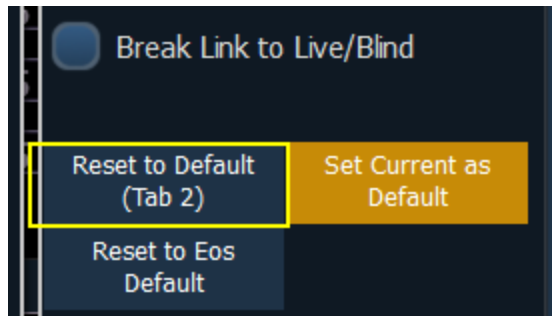 Break Link to Live/Blind
Reset to Default
(Tab 2)
Set Current as
Default
Reset to Eos
Default